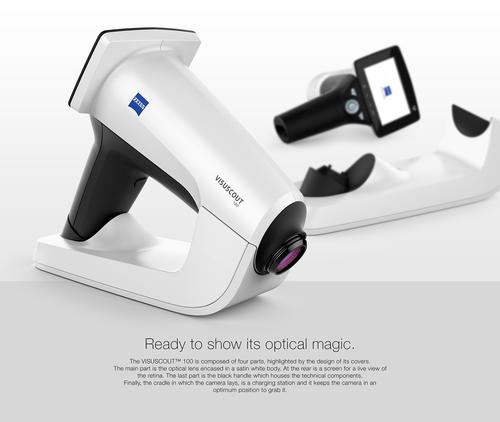 ZEISS
VISUSCOUT
100
Ready to show its optical magic.
The VISUSCOUT™ 100 is composed of four parts, highlighted by the design of its covers.
The main part is the optical lens encased in a satin white body. At the rear is a screen for a live view of
the retina. The last part is the black handle which houses the technical components.
Finally, the cradle in which the camera lays, is a charging station and it keeps the camera in an
optimum position to grab it.